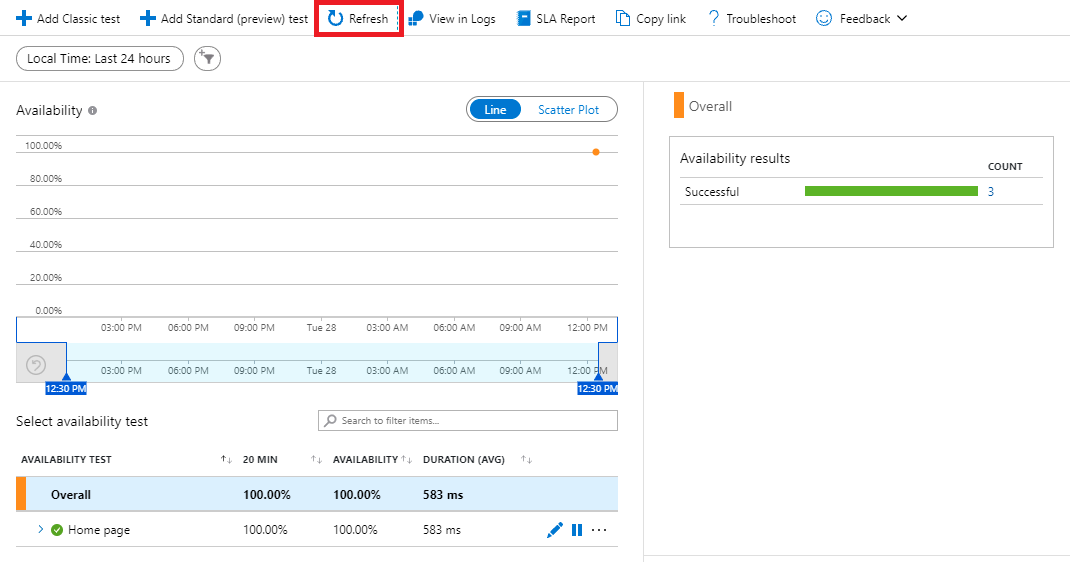 Add Classic test Add Standard (preview) test Refresh View in Logs SLA Report Copy link Troubleshoot Feedback
Local Time: Last 24 hours
Availability Line Scatter Plot
100.00%
80.00%
60.00%
40.00%
20.00%
0.00%
03:00 PM 06:00 PM 09:00 PM Tue 28 03:00 AM 06:00 AM 09:00 AM 12:00 PM
03:00 PM 06:00 PM 09:00 PM Tue 28 03:00 AM 06:00 AM 09:00 AM 12:00 PM
12:30 PM 12:30 PM
Select availability test Search to filter items...
AVAILABILITY TEST 20 MIN AVAILABILITY DURATION (AVG)
Overall 100.00% 100.00% 583 ms
Home page 100.00% 100.00% 583 ms
Overall
Availability results COUNT
Successful 3